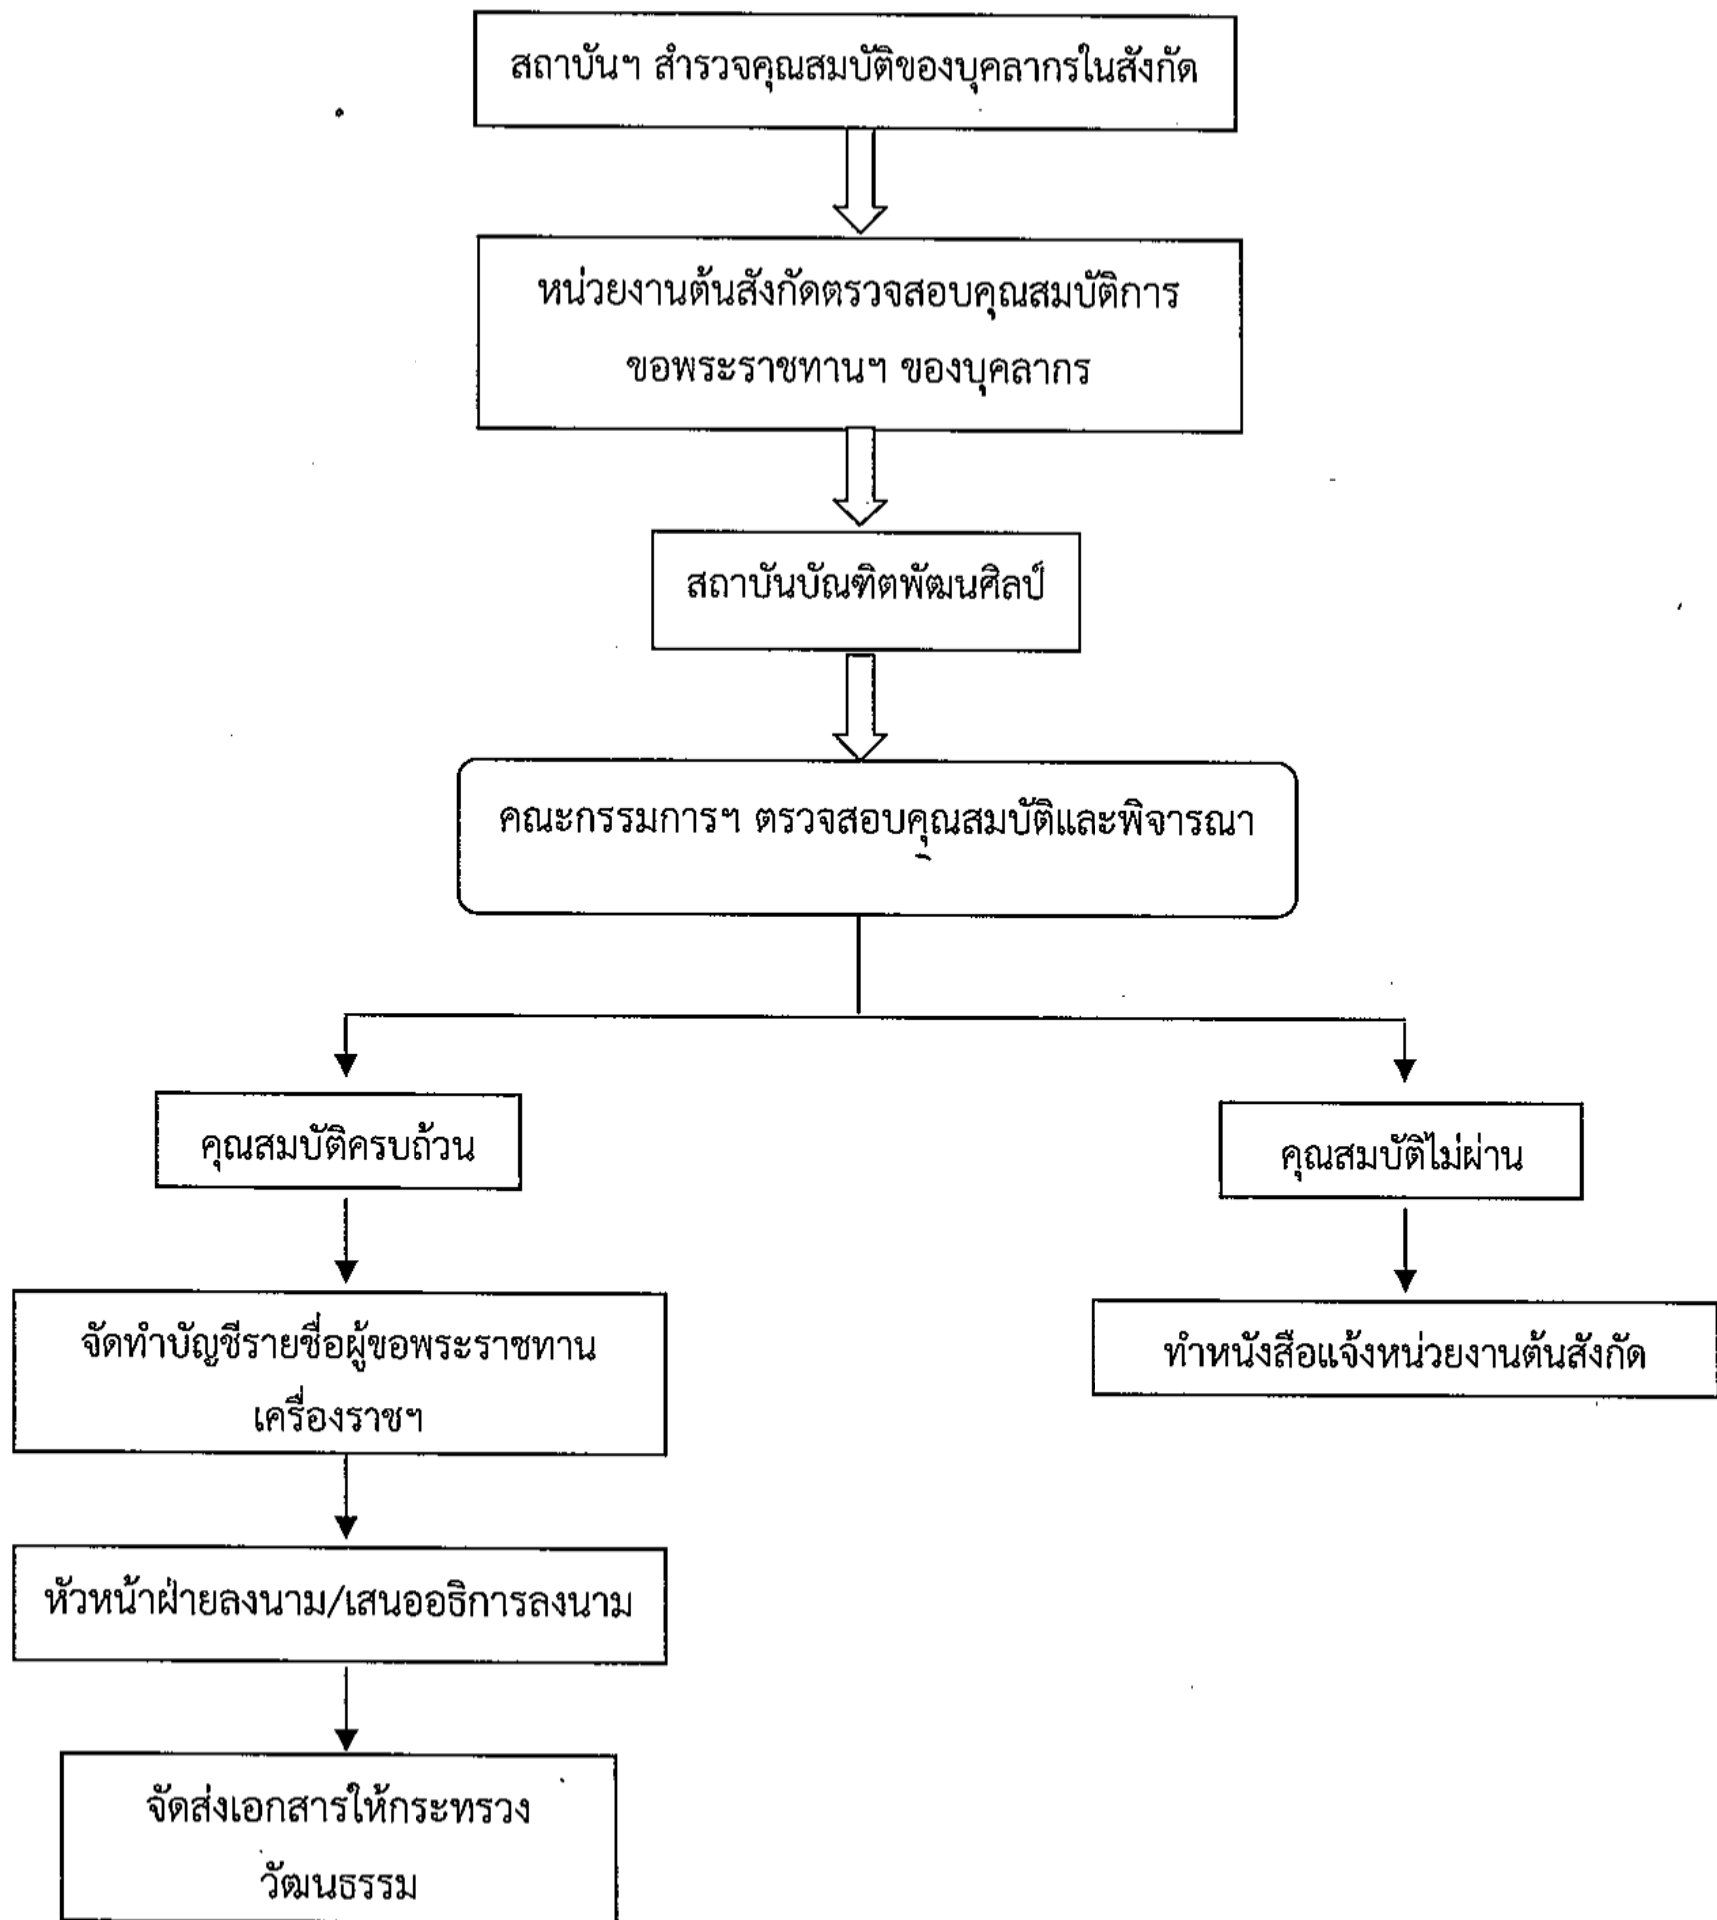 สถาบันฯ สำรวจคุณสมบัติของบุคลากรในสังกัด
หน่วยงานต้นสังกัดตรวจสอบคุณสมบัติการ
ขอพระราชทานฯ ของบุคลากร
สถาบันบัณฑิตพัฒนศิลป์
คณะกรรมการฯ ตรวจสอบคุณสมบัติและพิจารณา
คุณสมบัติครบถ้วน
คุณสมบัติไม่ผ่าน
จัดทำบัญชีรายชื่อผู้ขอพระราชทาน
เครื่องราชฯ
ทำหนังสือแจ้งหน่วยงานต้นสังกัด
หัวหน้าฝ่ายลงนาม/เสนออธิการลงนาม
จัดส่งเอกสารให้กระทรวง
วัฒนธรรม